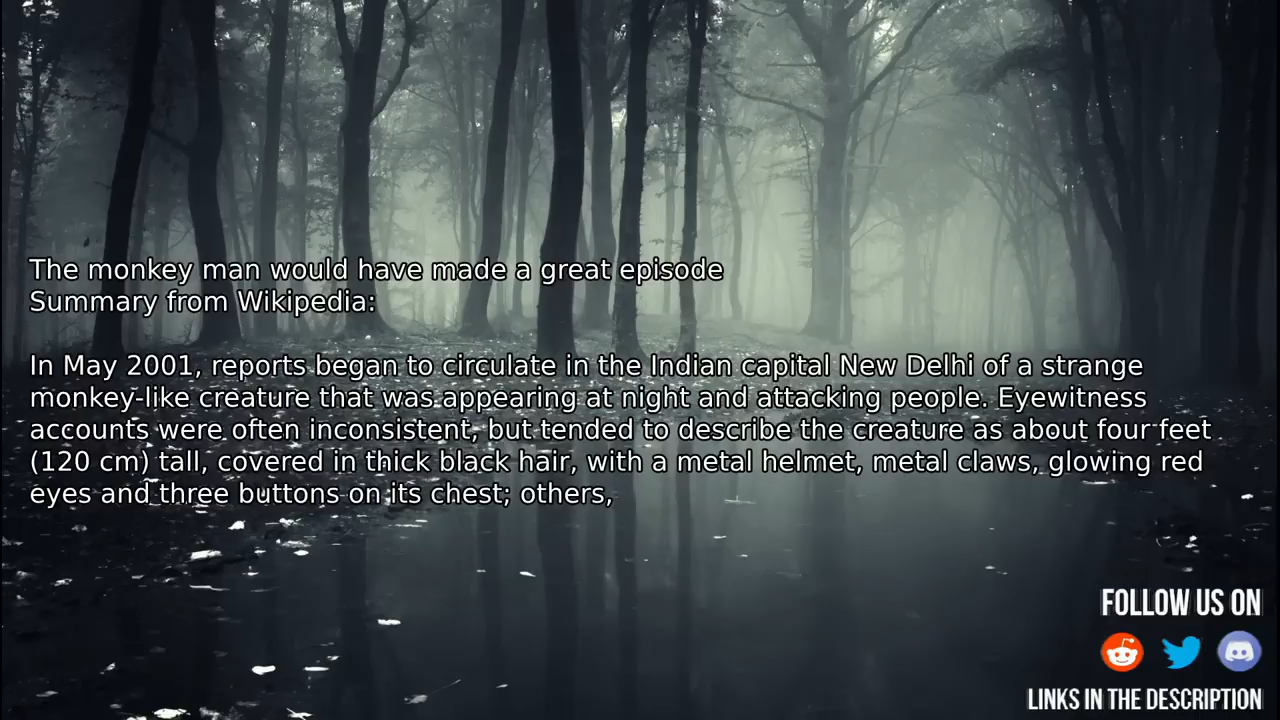 The monkey man would have made a great episode
Summary from Wikipedia:
In May 2001, reports began to circulate in the Indian capital New Delhi of a strange
monkey-like creature that was appearing at night and attacking people. Eyewitness
accounts were often inconsistent, but tended to describe the creature as about four feet
(120 cm) tall, covered in thick black hair, with a metal helmet, metal claws, glowing red
eyes and three buttons on its chest; others,
FOLLOW US ON
LINKS IN THE DESCRIPTION